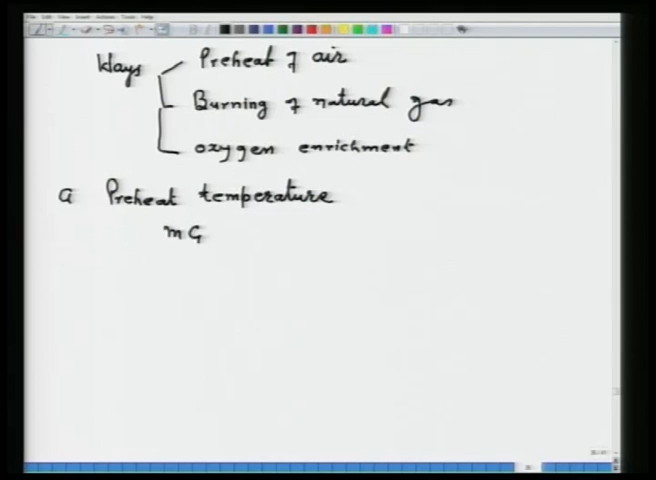 Ways Preheat of air
Burning of natural gas
oxygen enrichment
a Preheat temperature
m G